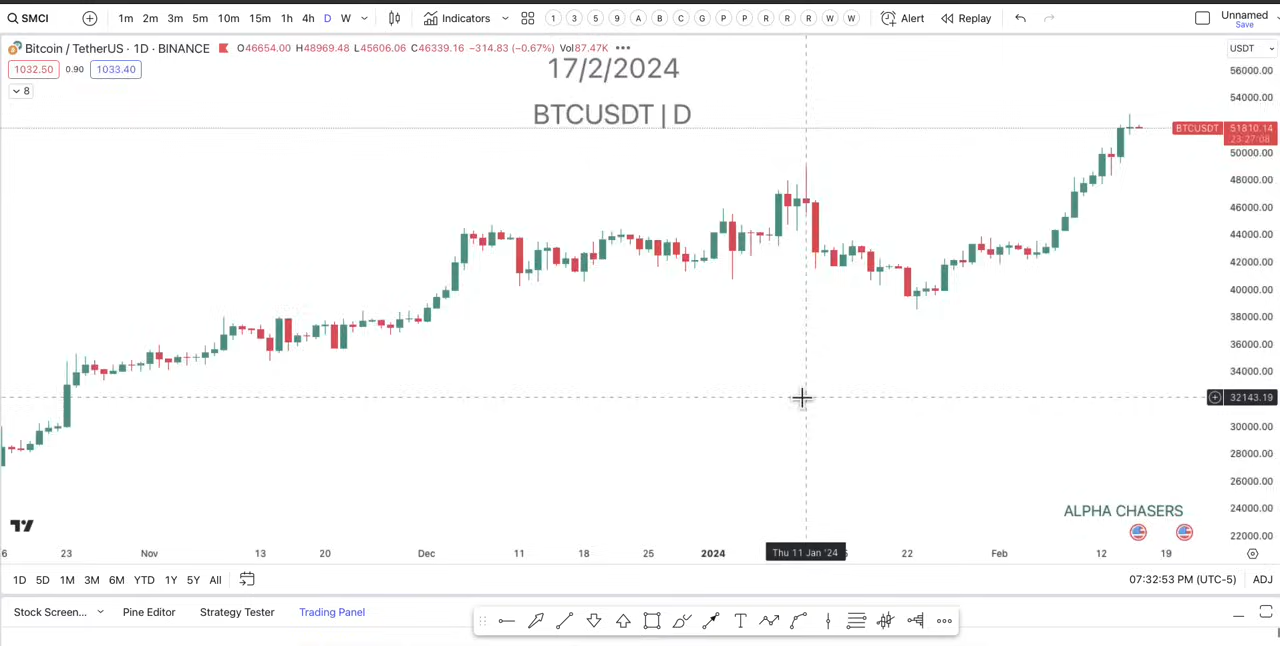 SMCI 1m 2m 3m 5m 10m 15m 1h 4h D W Indicators 1 3 5 9 A B C G P P R R R W W Alert Replay Unnamed
Save
Bitcoin / TetherUS · 1D · BINANCE O46654.00 H48969.48 L45606.06 C46339.16 −314.83 (−0.67%) Vol87.47K USDT
1032.50 0.90 1033.40
8
17/2/2024
BTCUSDT | D
56000.00
54000.00
BTCUSDT 51810.14
23:27:08
50000.00
48000.00
46000.00
44000.00
42000.00
40000.00
38000.00
36000.00
34000.00
32143.19
30000.00
28000.00
26000.00
24000.00
22000.00
ALPHA CHASERS
6 23 Nov 13 20 Dec 11 18 25 2024 Thu 11 Jan '24 22 Feb 12 19
1D 5D 1M 3M 6M YTD 1Y 5Y All 07:32:53 PM (UTC-5) ADJ
Stock Screen... Pine Editor Strategy Tester Trading Panel